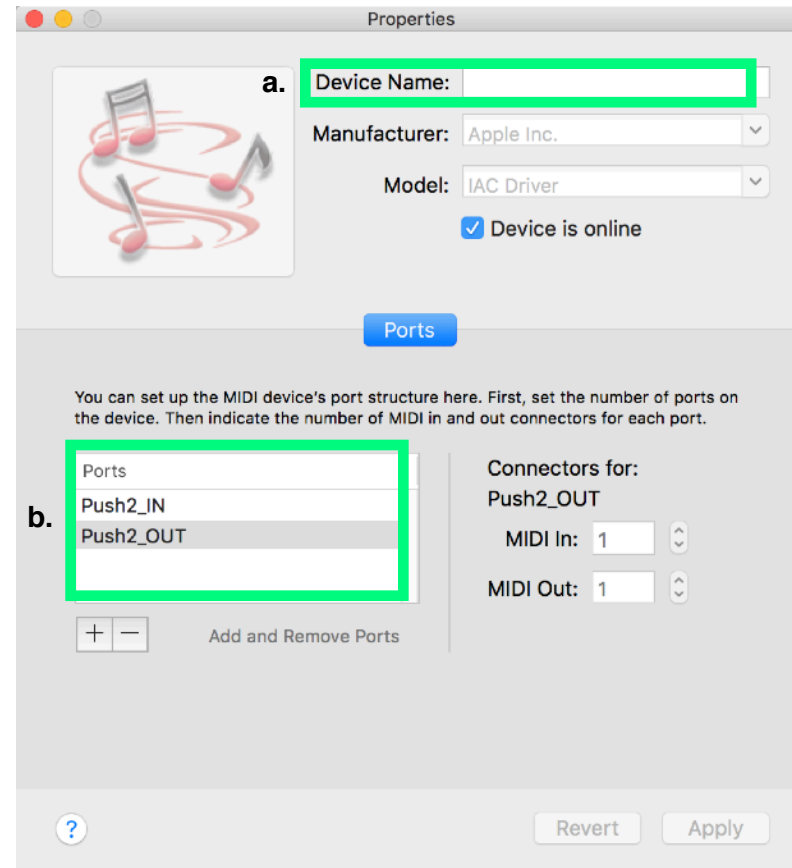 Properties
a. Device Name:
Manufacturer: Apple Inc.
Model: IAC Driver
Device is online
Ports
You can set up the MIDI device's port structure here. First, set the number of ports on
the device. Then indicate the number of MIDI in and out connectors for each port.
b.
Ports
Push2_IN
Push2_OUT
Add and Remove Ports
Connectors for:
Push2_OUT
MIDI In: 1
MIDI Out: 1
?
Revert
Apply